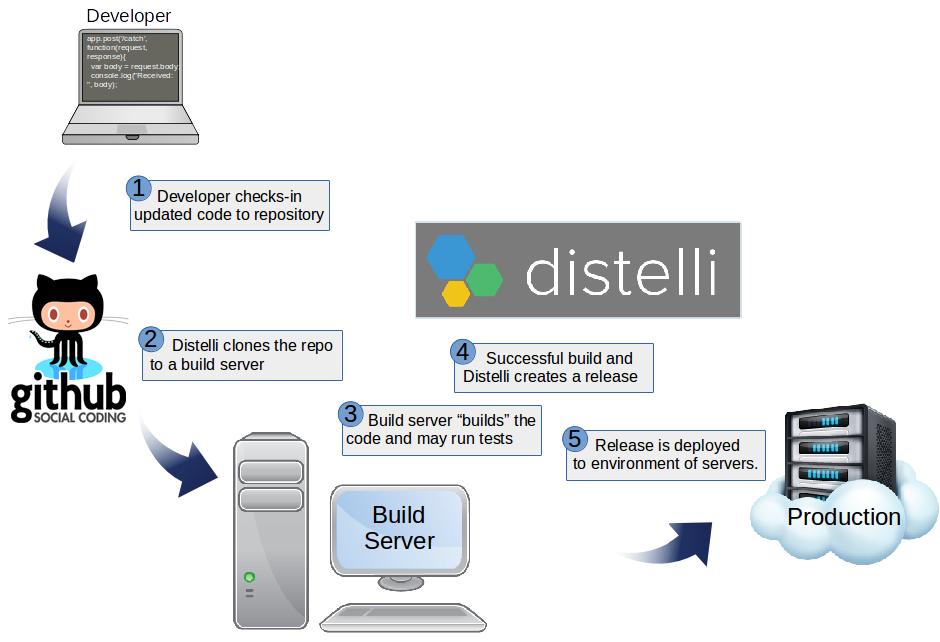 Developer
app.post('/catch',
function(request,
response){
var body = request.body;
console.log("Received:
", body);
1 Developer checks-in
updated code to repository
distelli
github
SOCIAL CODING
2 Distelli clones the repo
to a build server
4 Successful build and
Distelli creates a release
3 Build server “builds” the
code and may run tests
5 Release is deployed
to environment of servers.
Build
Server
Production